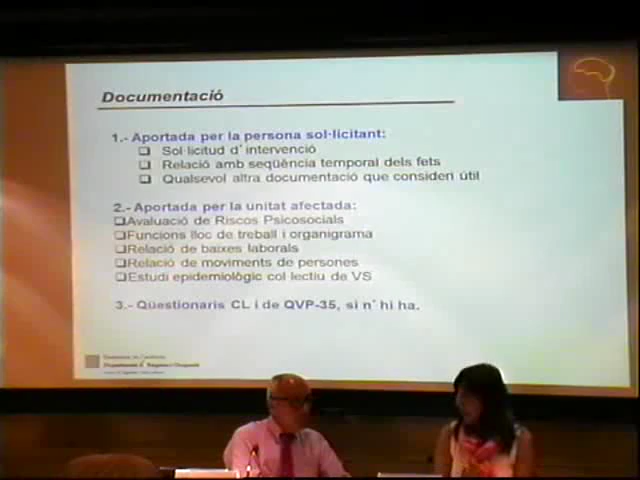 Documentació
1.- Aportada per la persona sol·licitant:
Sol·licitud d'intervenció
Relació amb seqüència temporal dels fets
Qualsevol altra documentació que considen útil
2.- Aportada per la unitat afectada:
Avaluació de Riscos Psicosocials
Funcions lloc de treball i organigrama
Relació de baixes laborals
Relació de moviments de persones
Estudi epidemiològic col·lectiu de VS
3.- Qüestionaris CL i de QVP-35, si n'hi ha.